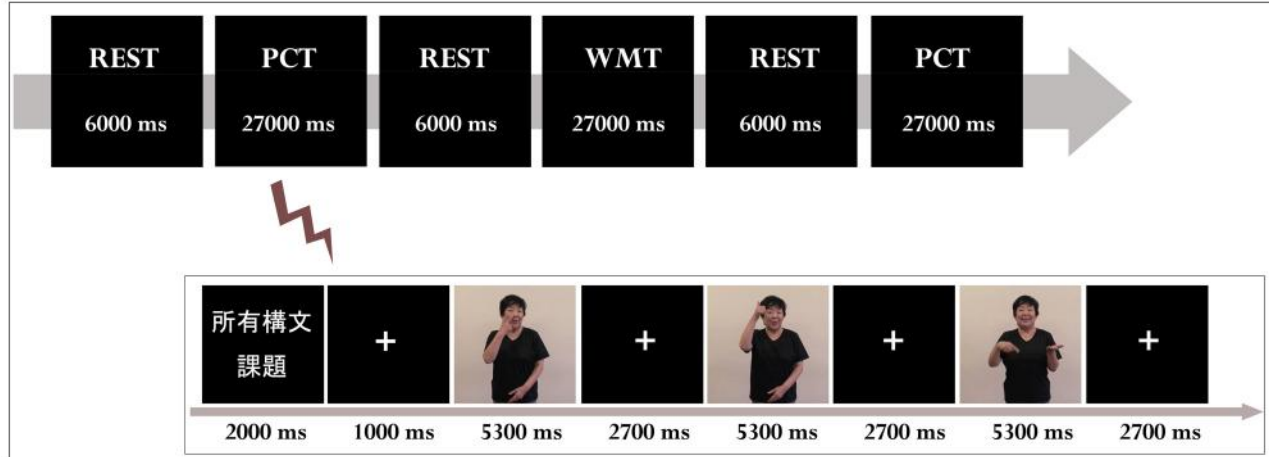 REST PCT REST WMT REST PCT
6000 ms 27000 ms 6000 ms 27000 ms 6000 ms 27000 ms
所有構文
課題
+ + + +
2000 ms 1000 ms 5300 ms 2700 ms 5300 ms 2700 ms 5300 ms 2700 ms